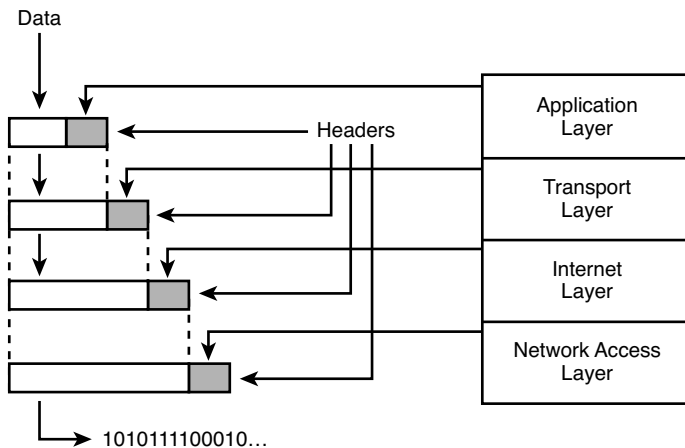 Data
Application
Layer
Headers
Transport
Layer
Internet
Layer
Network Access
Layer
1010111100010…